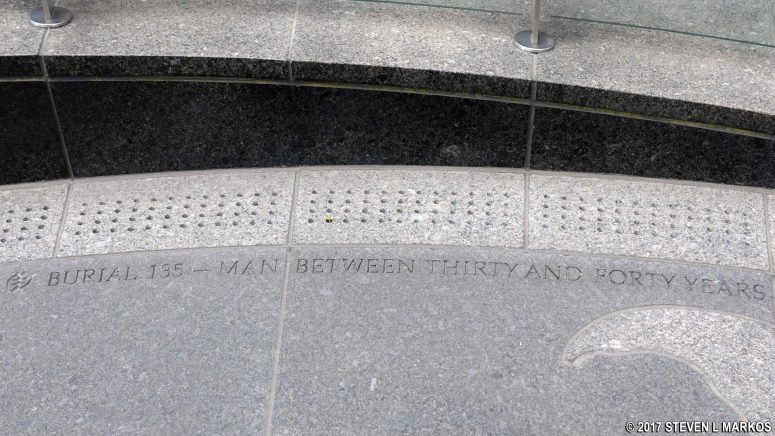 BURIAL 135 – MAN BETWEEN THIRTY AND FORTY YEARS
© 2017 STEVEN L MARKOS